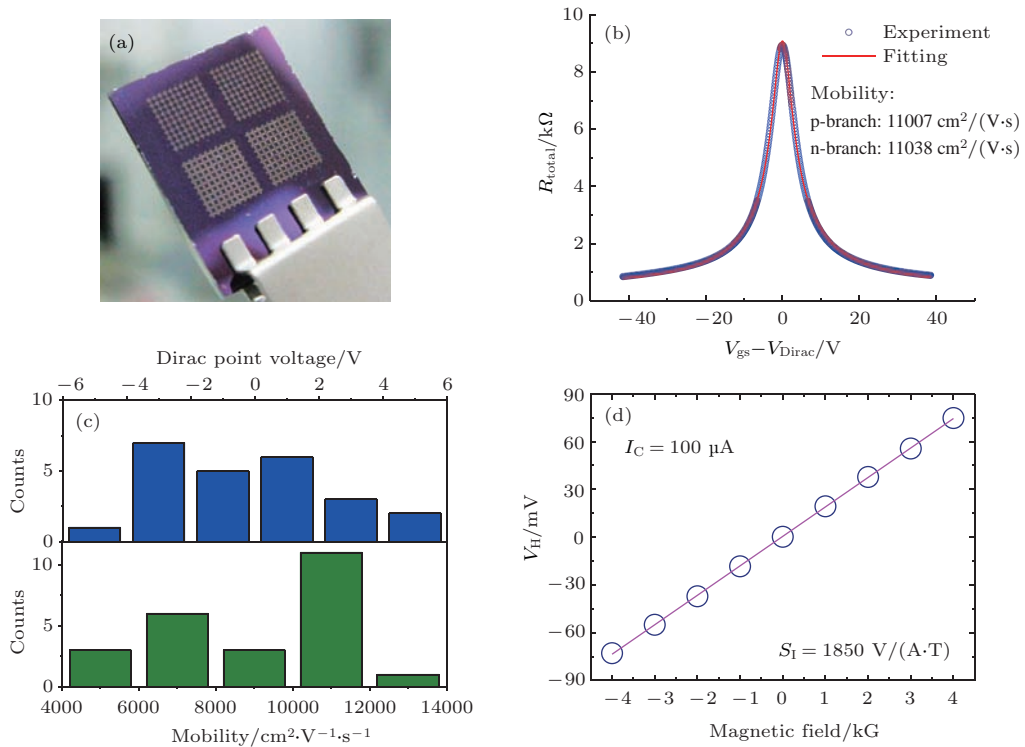 (a)
(b)
Experiment
Fitting
Mobility:
p-branch: 11007 cm²/(V·s)
n-branch: 11038 cm²/(V·s)
R_total/kΩ
10
8
6
4
2
0
−40 −20 0 20 40
V_gs−V_Dirac/V
Dirac point voltage/V
−6 −4 −2 0 2 4 6
(c)
Counts
10
5
0
Counts
10
5
0
4000 6000 8000 10000 12000 14000
Mobility/cm²·V⁻¹·s⁻¹
(d)
I_C = 100 µA
V_H/mV
90
60
30
0
−30
−60
−90
S_I = 1850 V/(A·T)
−4 −3 −2 −1 0 1 2 3 4
Magnetic field/kG